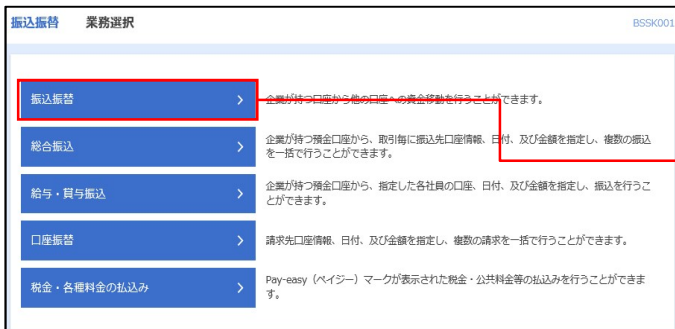 振込振替 業務選択 BSSK001
振込振替 企業が持つ口座から他の口座への資金移動を行うことができます。
総合振込 企業が持つ預金口座から、取引毎に振込先口座情報、日付、及び金額を指定し、複数の振込
を一括で行うことができます。
給与・賞与振込 企業が持つ預金口座から、指定した各社員の口座、日付、及び金額を指定し、振込を行うこ
とができます。
口座振替 請求先口座情報、日付、及び金額を指定し、複数の請求を一括で行うことができます。
税金・各種料金の払込み Pay-easy（ペイジー）マークが表示された税金・公共料金等の払込みを行うことができま
す。